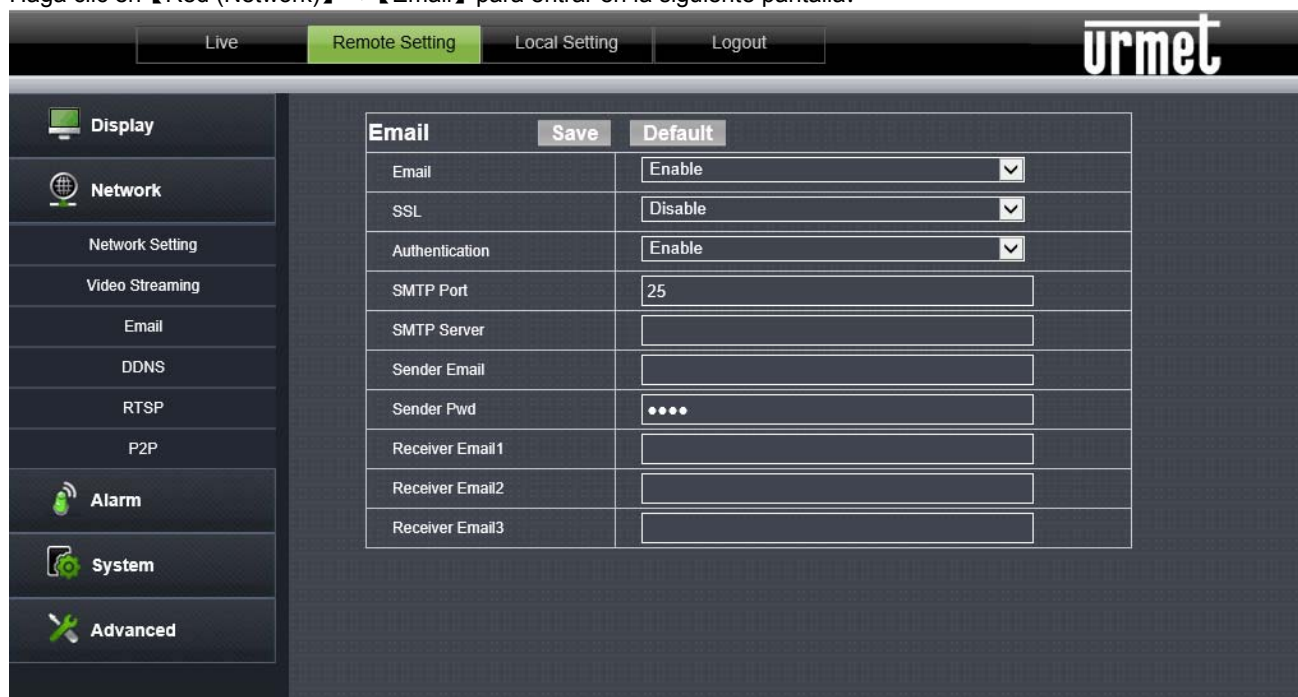 Haga clic en【Red (Network)】→【Email】para entrar en la siguiente pantalla:
Live Remote Setting Local Setting Logout urmet
Display
Network
Network Setting
Video Streaming
Email
DDNS
RTSP
P2P
Alarm
System
Advanced
Email Save Default
Email Enable
SSL Disable
Authentication Enable
SMTP Port 25
SMTP Server
Sender Email
Sender Pwd ••••
Receiver Email1
Receiver Email2
Receiver Email3